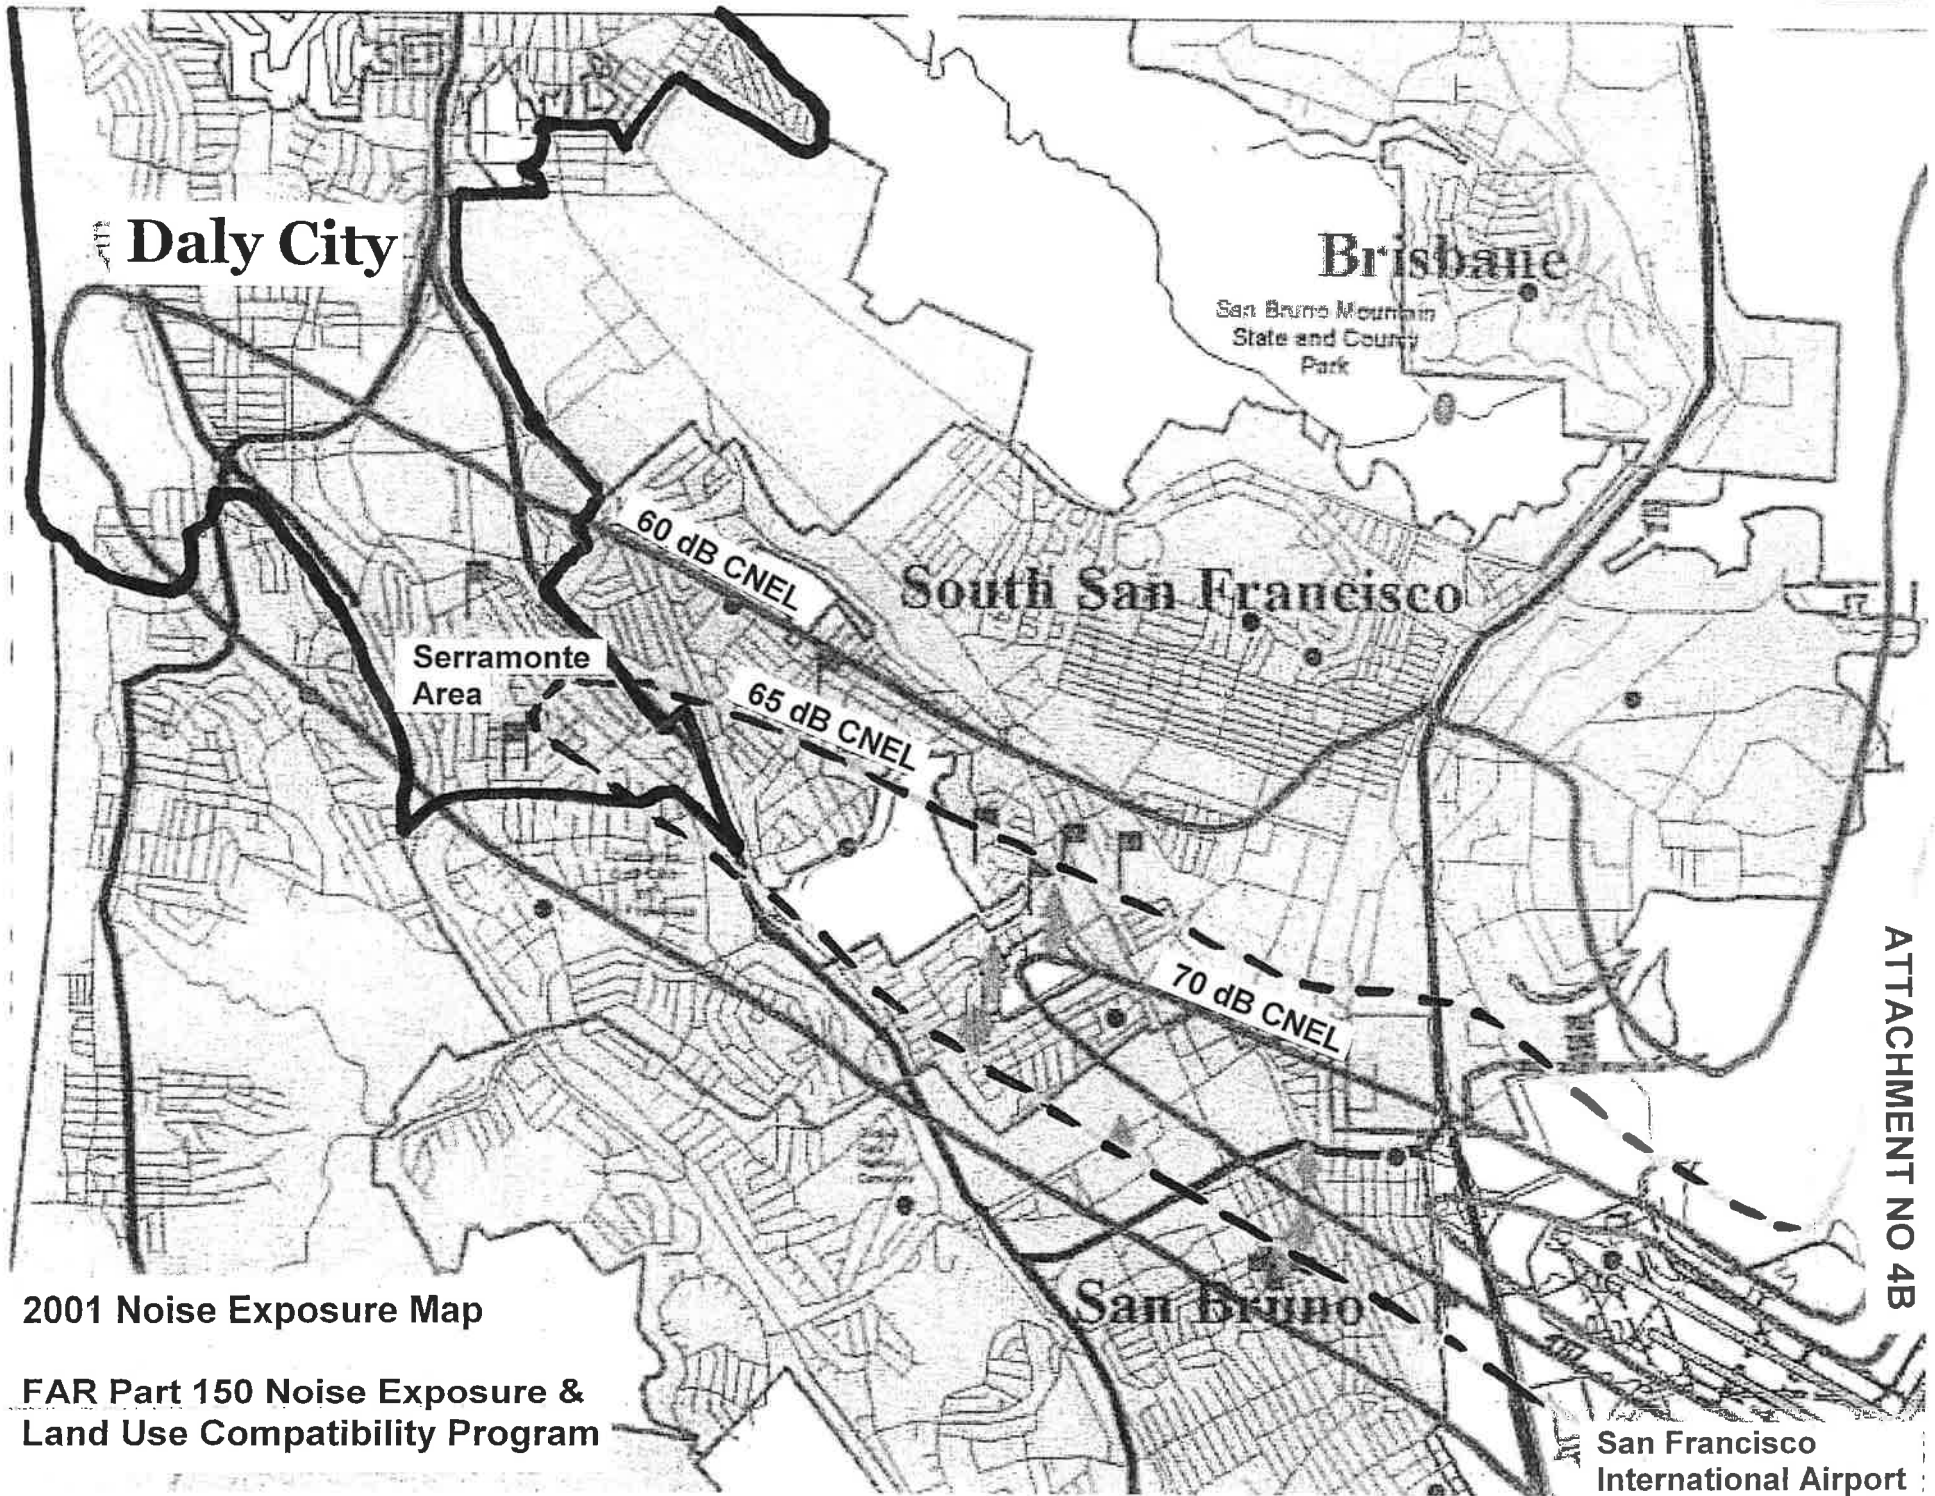 Daly City
Brisbane
San Bruno Mountain
State and County
Park
60 dB CNEL
South San Francisco
Serramonte
Area
65 dB CNEL
70 dB CNEL
ATTACHMENT NO 4B
San Bruno
2001 Noise Exposure Map
FAR Part 150 Noise Exposure &
Land Use Compatibility Program
San Francisco
International Airport